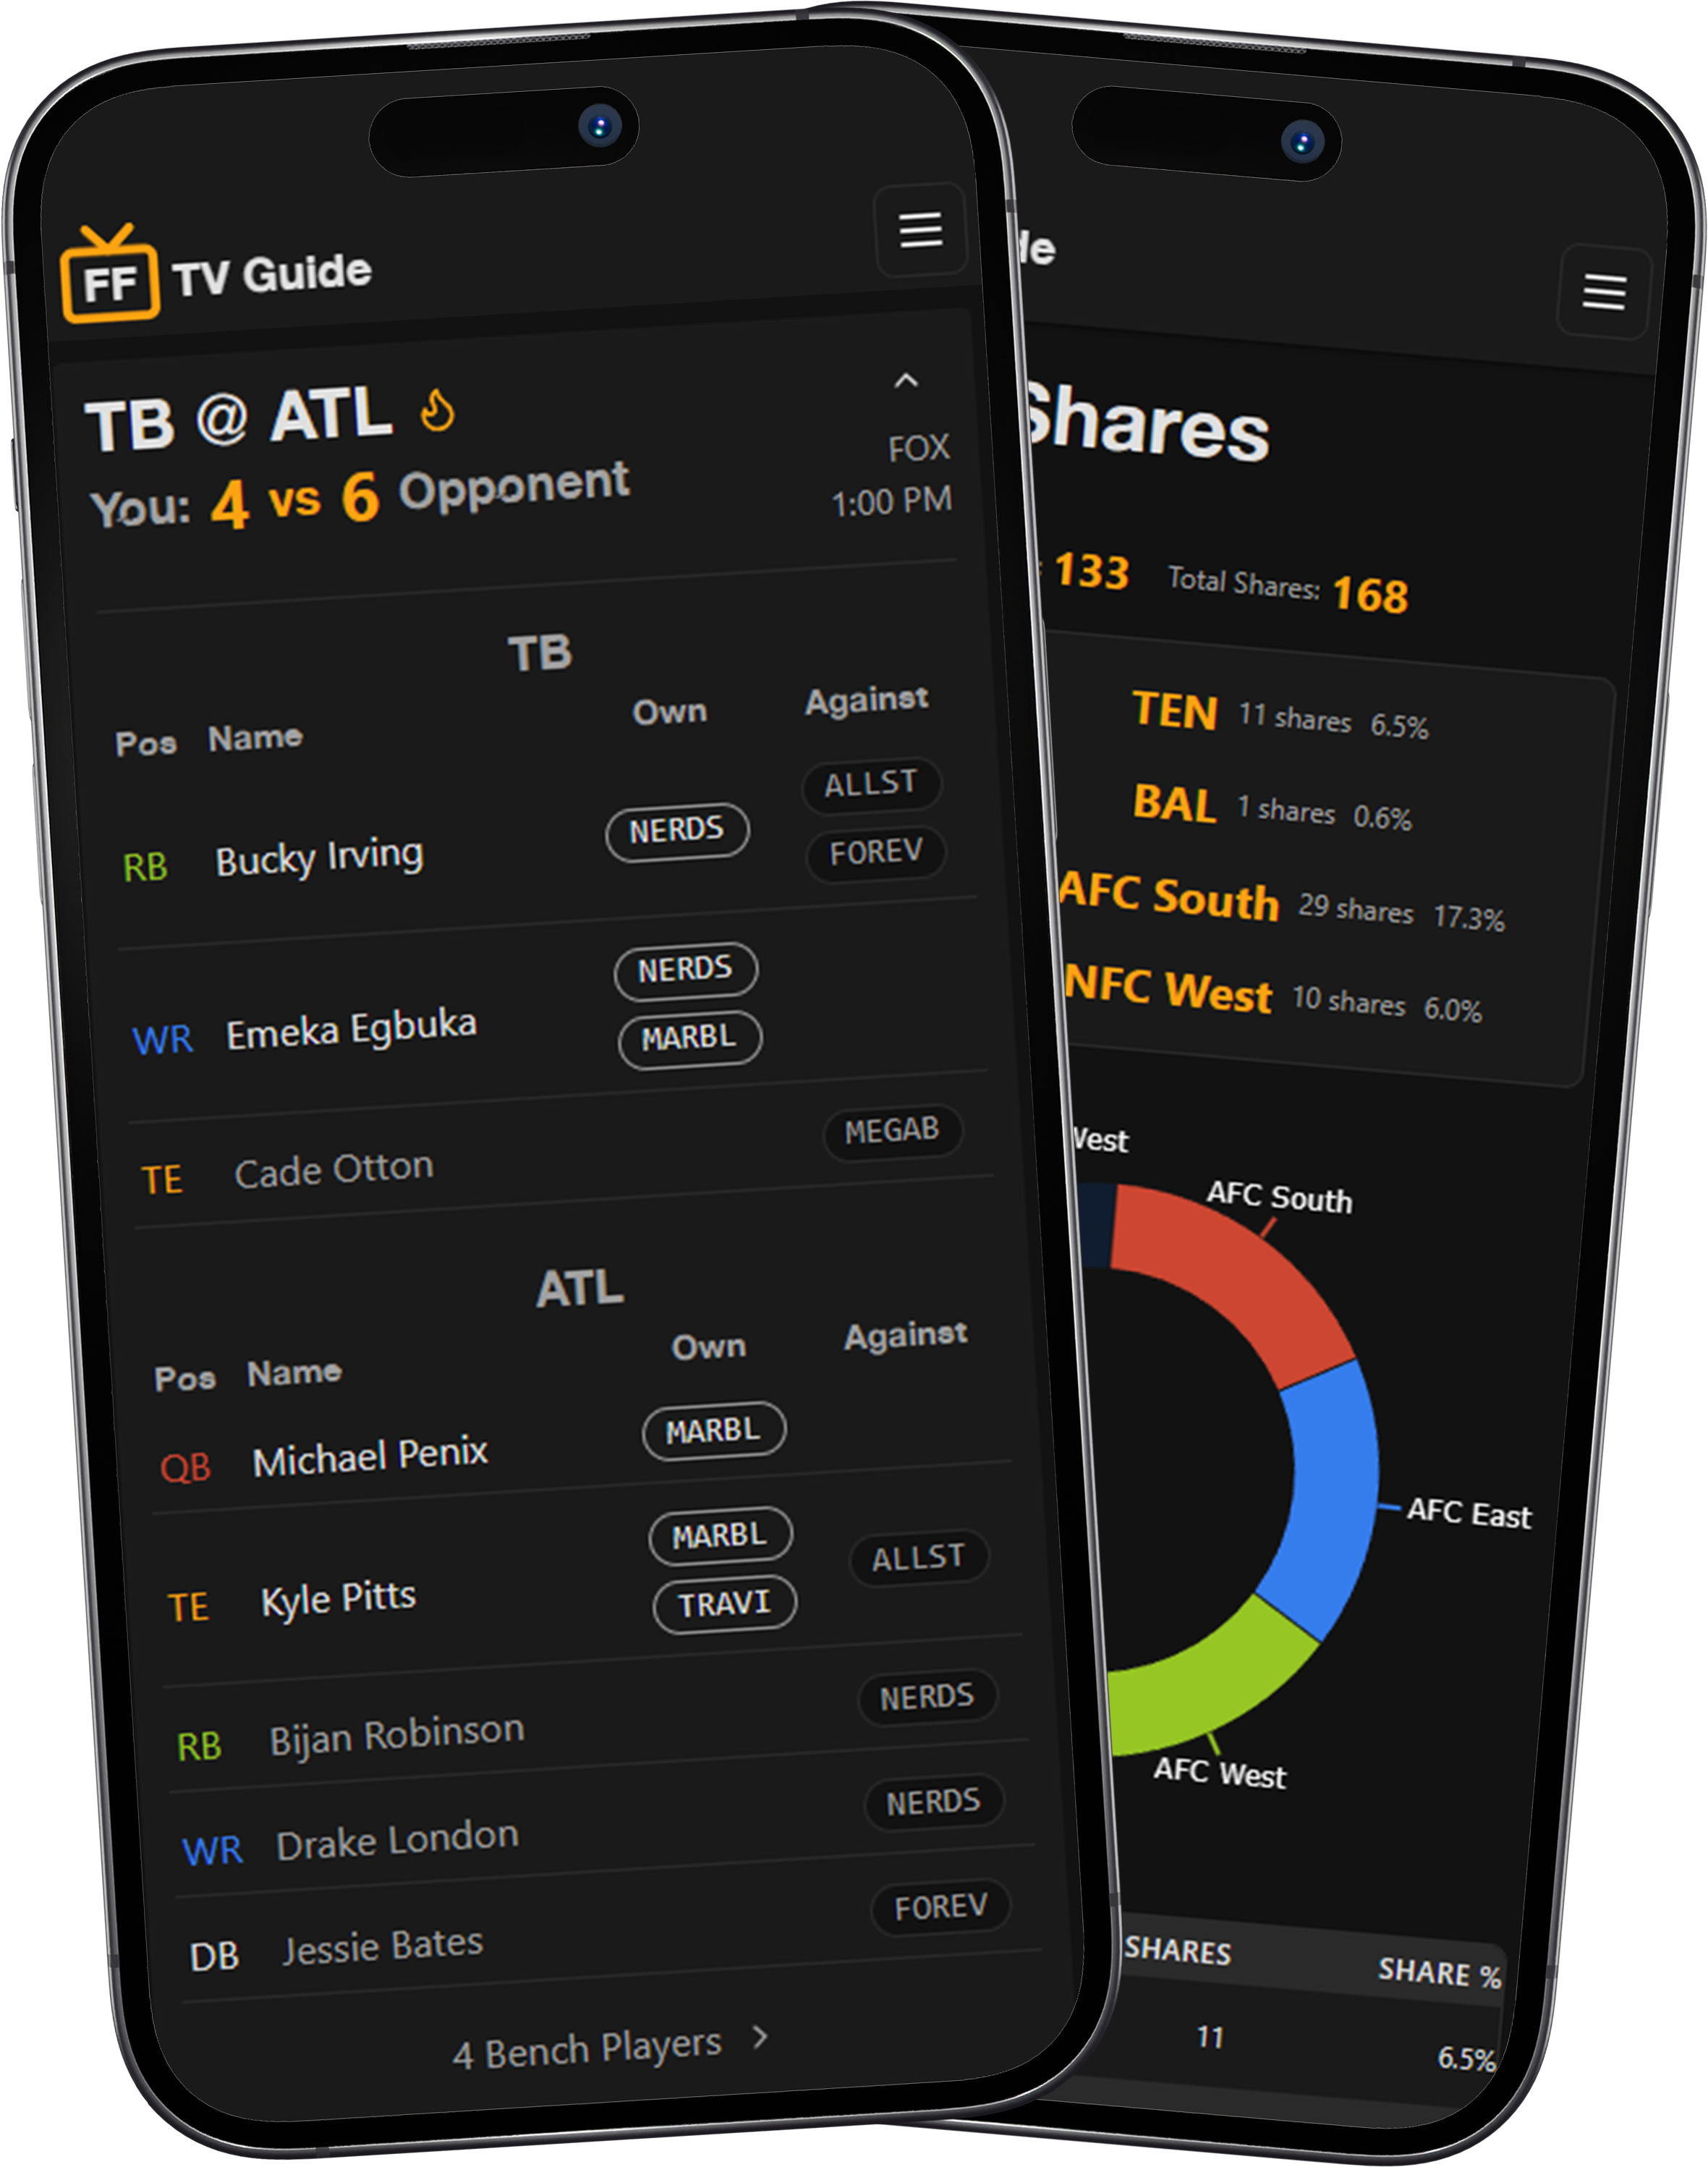 FF TV Guide
TB @ ATL
You: 4 vs 6 Opponent
FOX
1:00 PM
TB
Pos Name Own Against
RB Bucky Irving NERDS ALLST
FOREV
WR Emeka Egbuka NERDS
MARBL
TE Cade Otton MEGAB
ATL
Pos Name Own Against
QB Michael Penix MARBL
TE Kyle Pitts MARBL ALLST
TRAVI
RB Bijan Robinson NERDS
WR Drake London NERDS
DB Jessie Bates FOREV
4 Bench Players >
de
Shares
: 133 Total Shares: 168
TEN 11 shares 6.5%
BAL 1 shares 0.6%
AFC South 29 shares 17.3%
NFC West 10 shares 6.0%
West
AFC South
AFC East
AFC West
SHARES SHARE %
11 6.5%